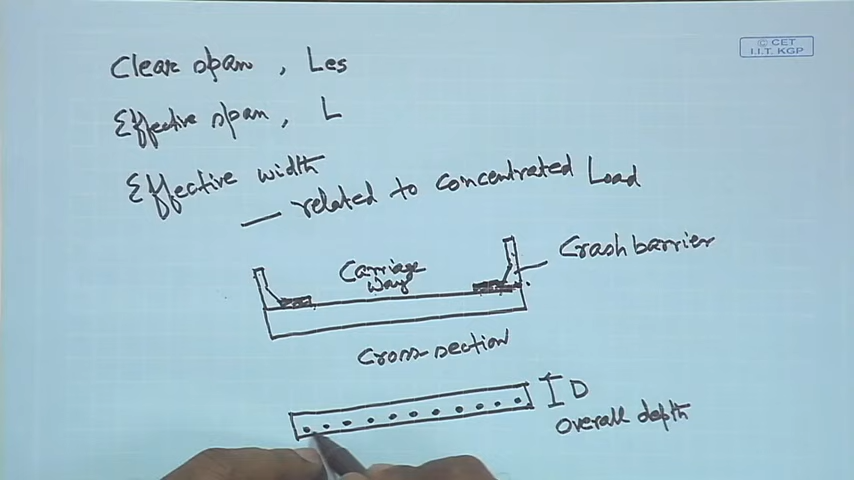 © CET
I.I.T. KGP
Clear span, Les
Effective span, L
Effective width
— related to concentrated Load
Crash barrier
Carriage
way
Cross-section
D
overall depth